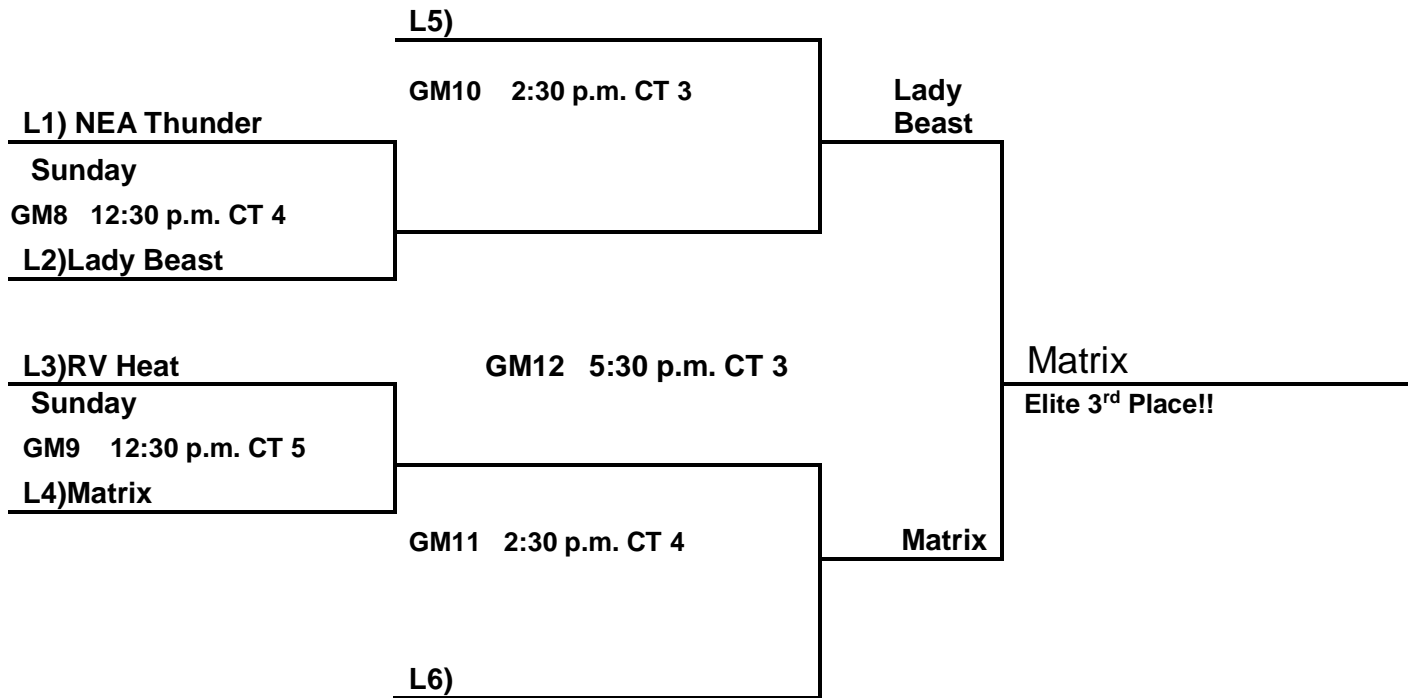 L5)
GM10 2:30 p.m. CT 3
Lady
Beast
L1) NEA Thunder
Sunday
GM8 12:30 p.m. CT 4
L2)Lady Beast
L3)RV Heat
GM12 5:30 p.m. CT 3
Matrix
Sunday
Elite 3rd Place!!
GM9 12:30 p.m. CT 5
L4)Matrix
GM11 2:30 p.m. CT 4
Matrix
L6)